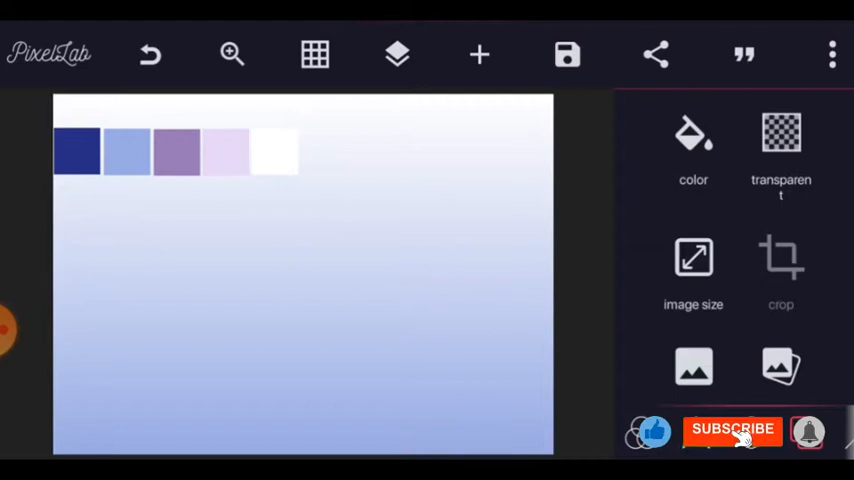 PixelLab
color
transparen
t
image size
crop
SUBSCRIBE